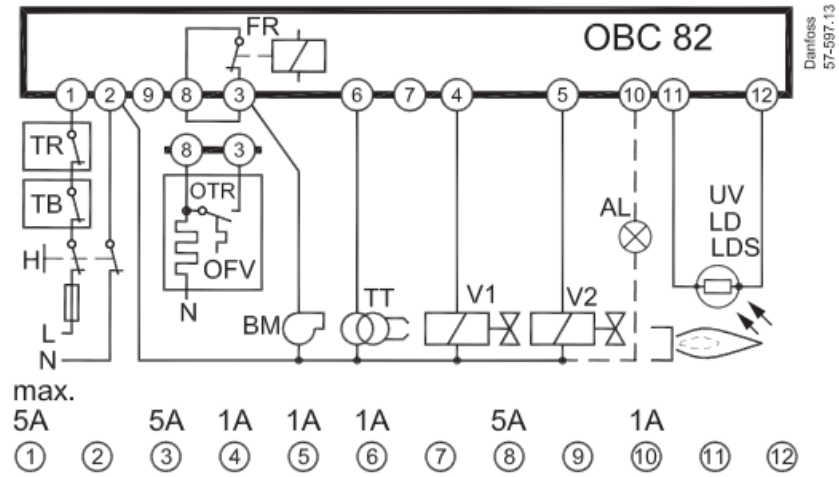 FR
OBC 82
Danfoss
57-597.13
1 2 9 8 3 6 7 4 5 10 11 12
TR
8 3
OTR
TB
AL
UV
LD
LDS
H
OFV
N
TT
V1
V2
BM
L
N
max.
5A 5A 1A 1A 1A 5A 1A
1 2 3 4 5 6 7 8 9 10 11 12